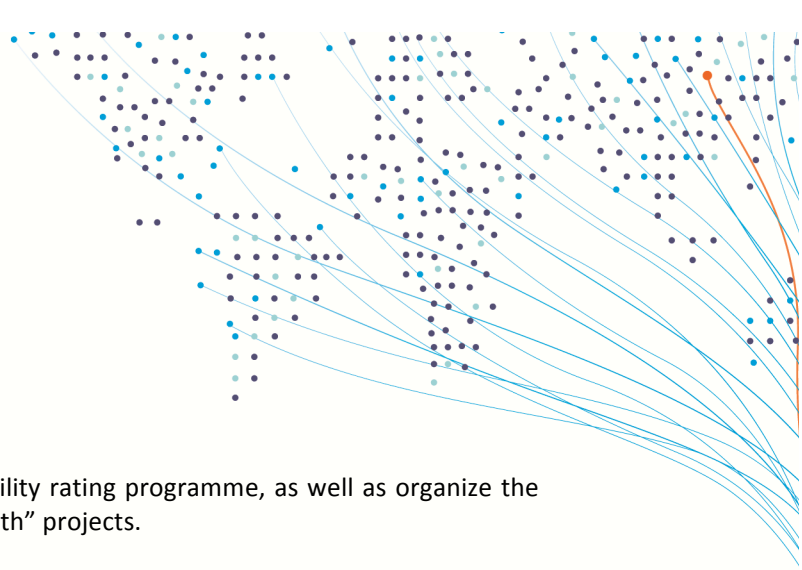 ility rating programme, as well as organize the
th” projects.